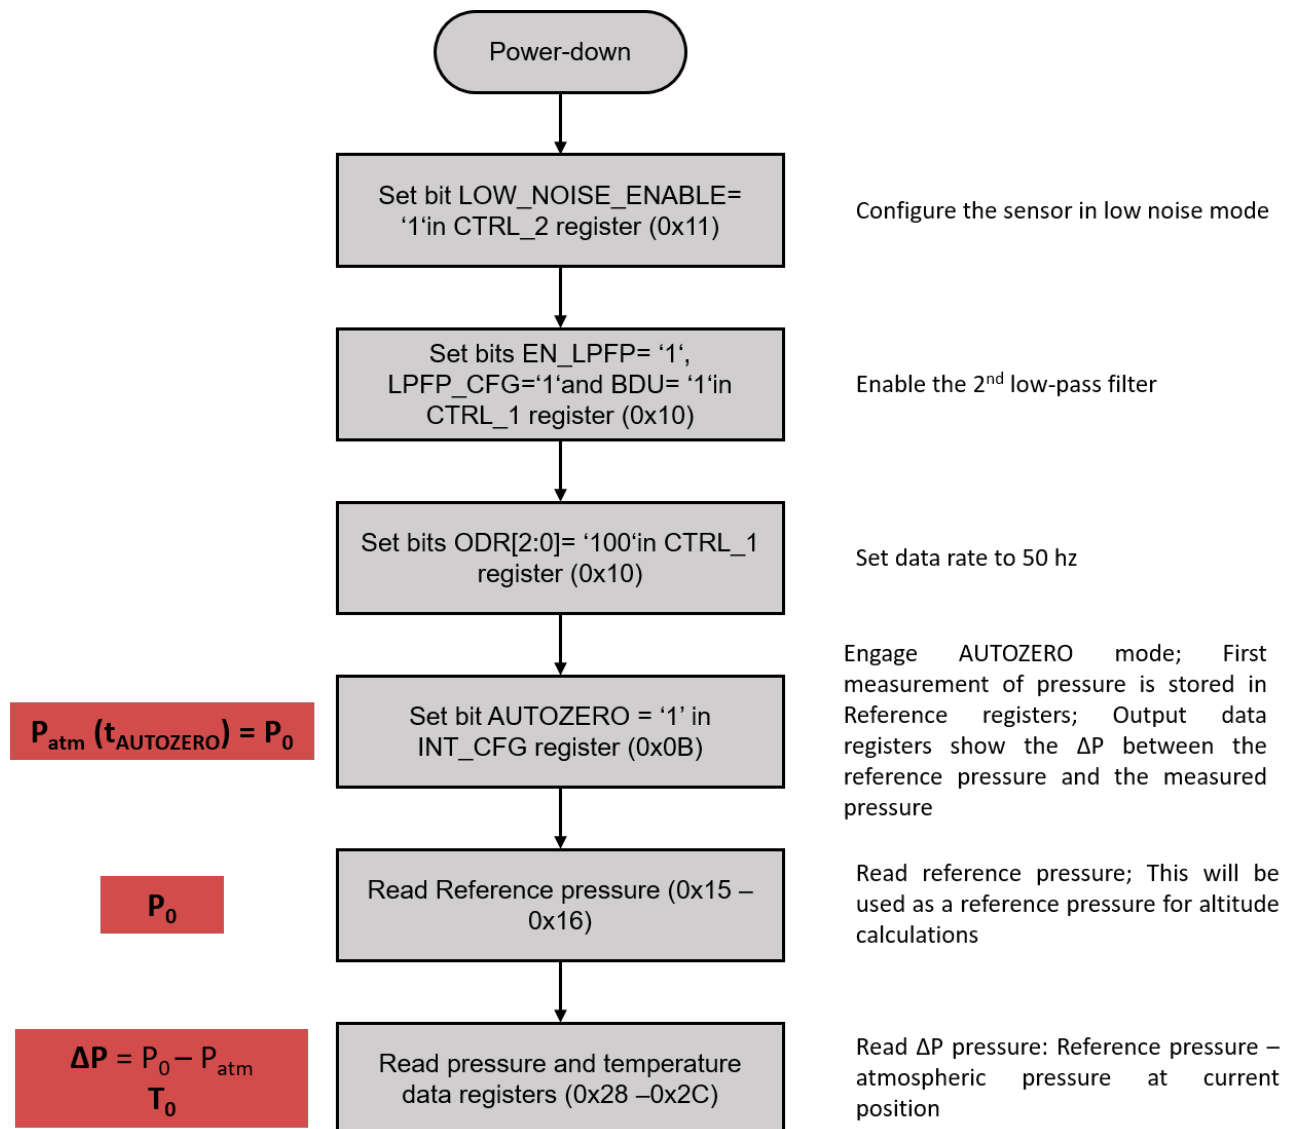 Power-down
Set bit LOW_NOISE_ENABLE=
‘1‘in CTRL_2 register (0x11)
Configure the sensor in low noise mode
Set bits EN_LPFP= ‘1‘,
LPFP_CFG=‘1‘and BDU= ‘1‘in
CTRL_1 register (0x10)
Enable the 2nd low-pass filter
Set bits ODR[2:0]= ‘100‘in CTRL_1
register (0x10)
Set data rate to 50 hz
Patm (tAUTOZERO) = P0
Set bit AUTOZERO = ‘1’ in
INT_CFG register (0x0B)
Engage AUTOZERO mode; First
measurement of pressure is stored in
Reference registers; Output data
registers show the ΔP between the
reference pressure and the measured
pressure
P0
Read Reference pressure (0x15 –
0x16)
Read reference pressure; This will be
used as a reference pressure for altitude
calculations
ΔP = P0 – Patm
T0
Read pressure and temperature
data registers (0x28 –0x2C)
Read ΔP pressure: Reference pressure –
atmospheric pressure at current
position